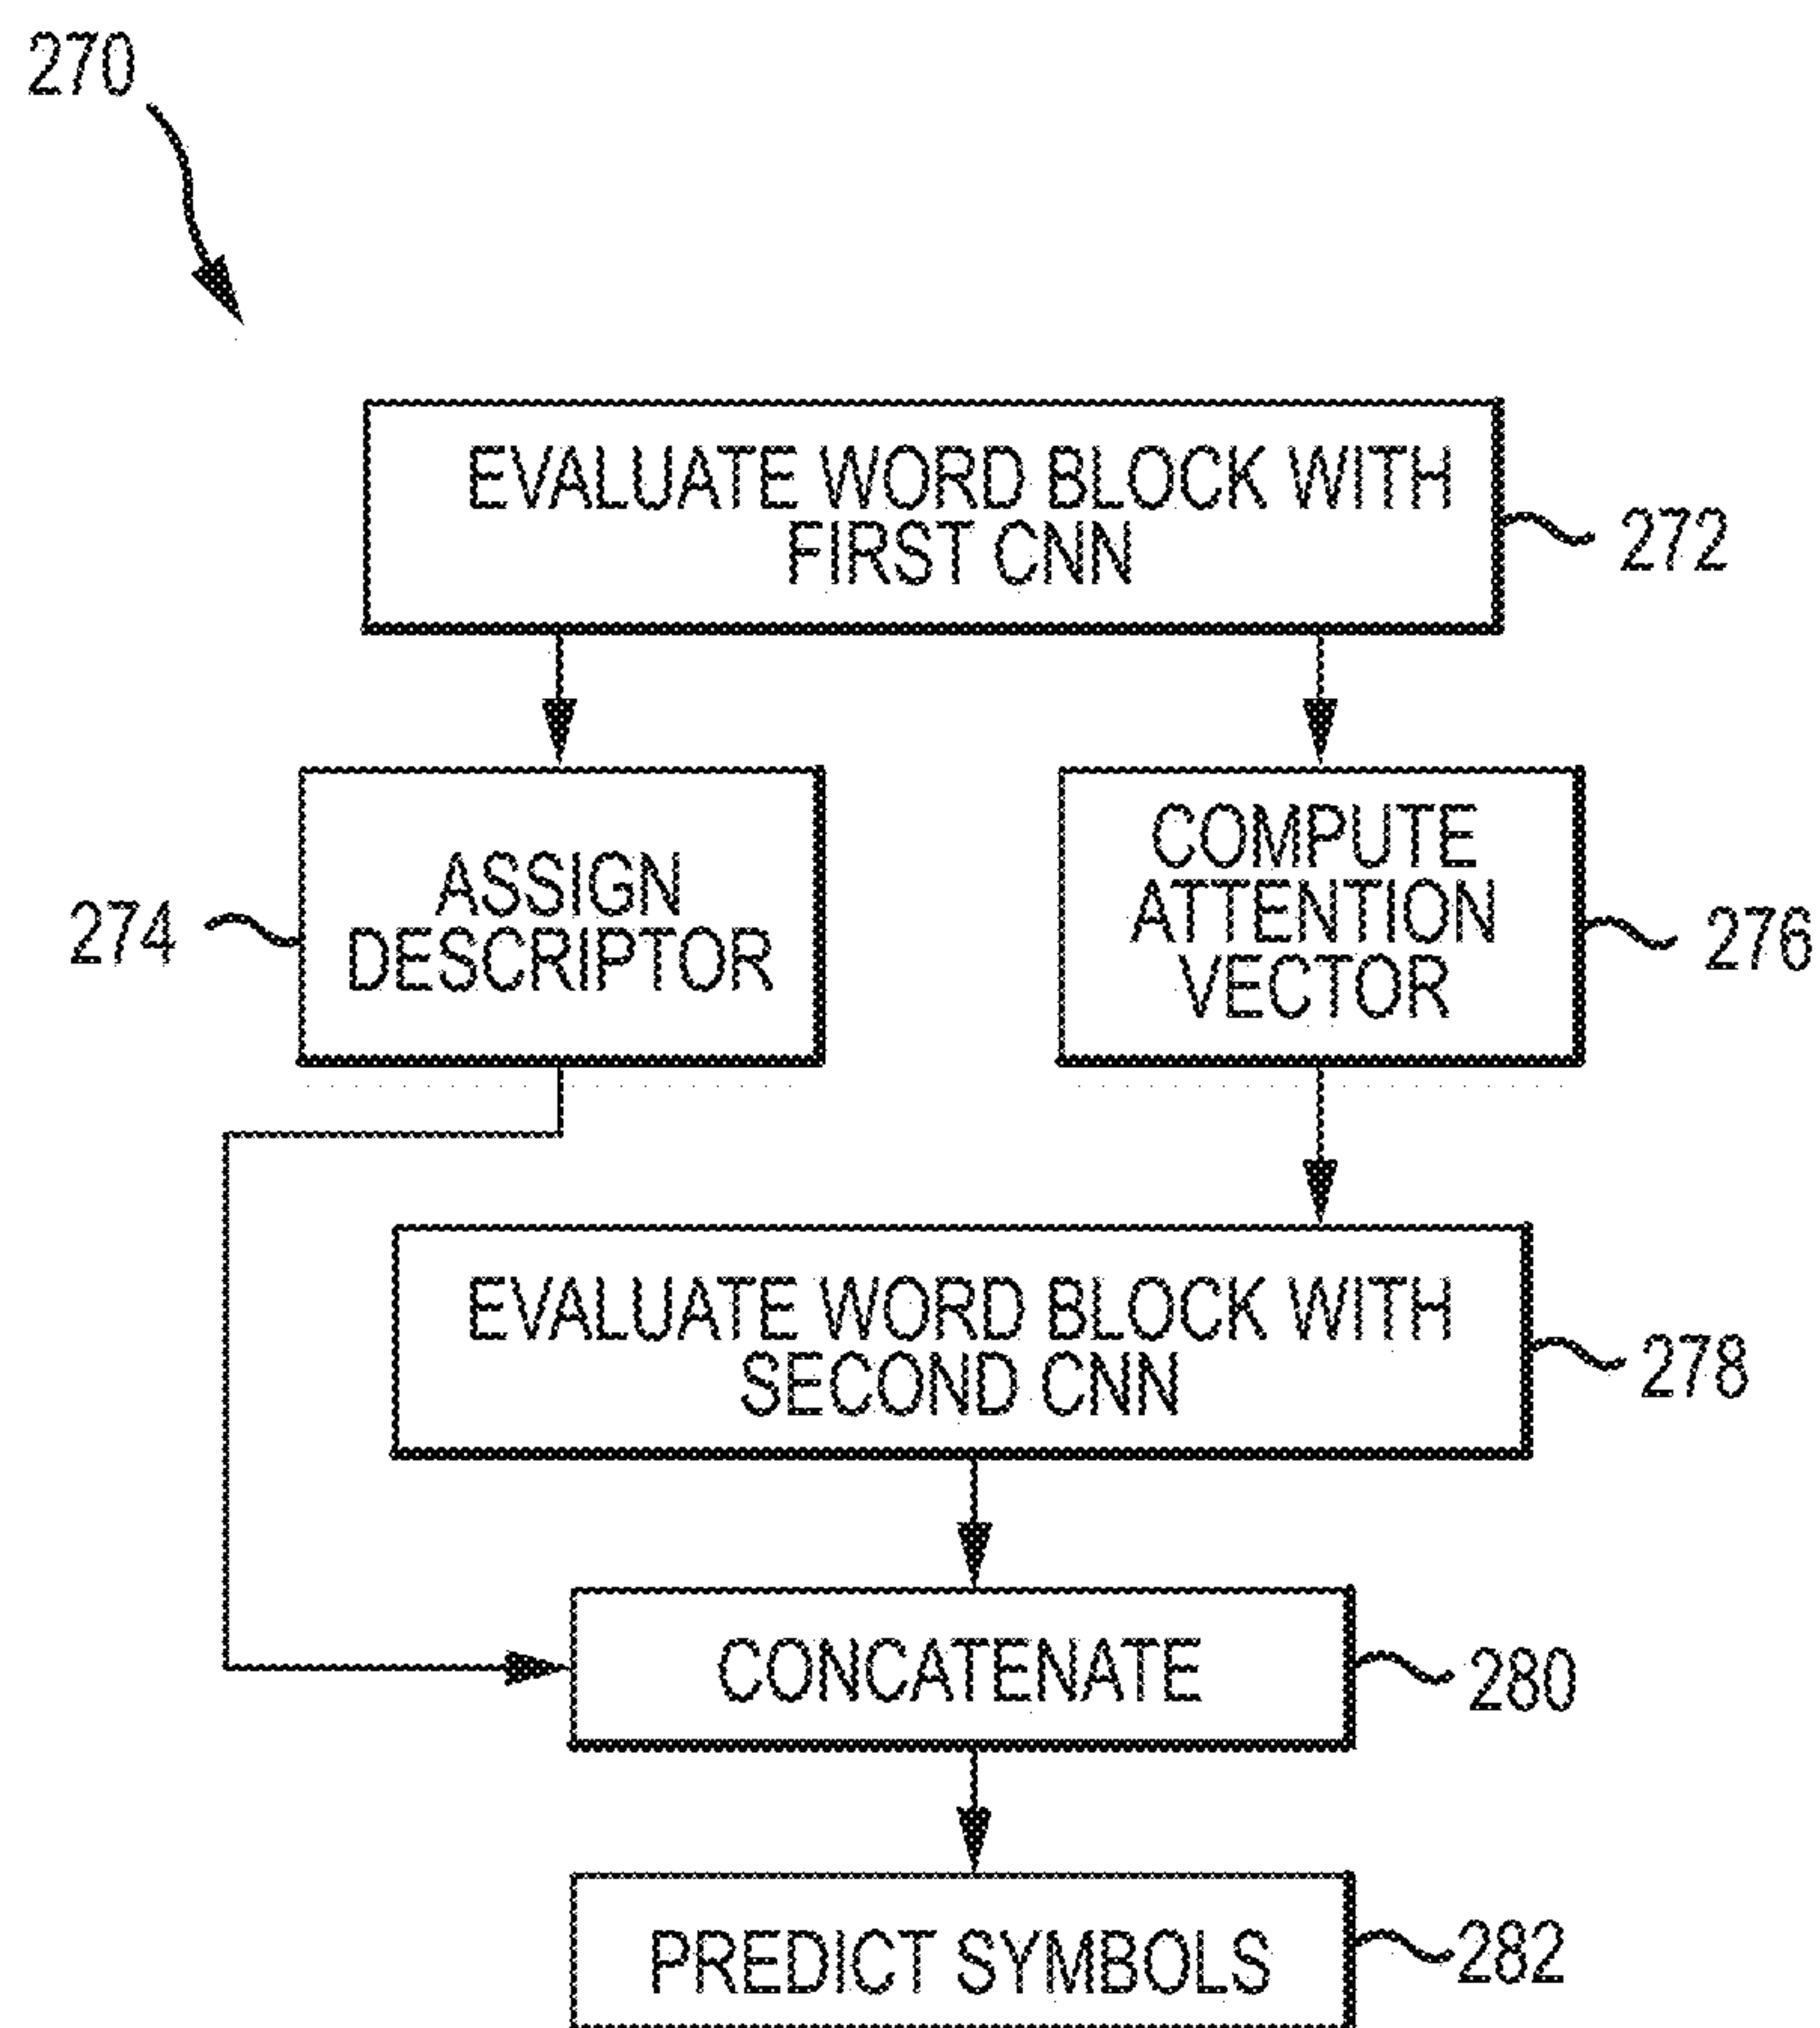 270
EVALUATE WORD BLOCK WITH
FIRST CNN
272
ASSIGN
DESCRIPTOR
274
COMPUTE
ATTENTION
VECTOR
276
EVALUATE WORD BLOCK WITH
SECOND CNN
278
CONCATENATE
280
PREDICT SYMBOLS
282